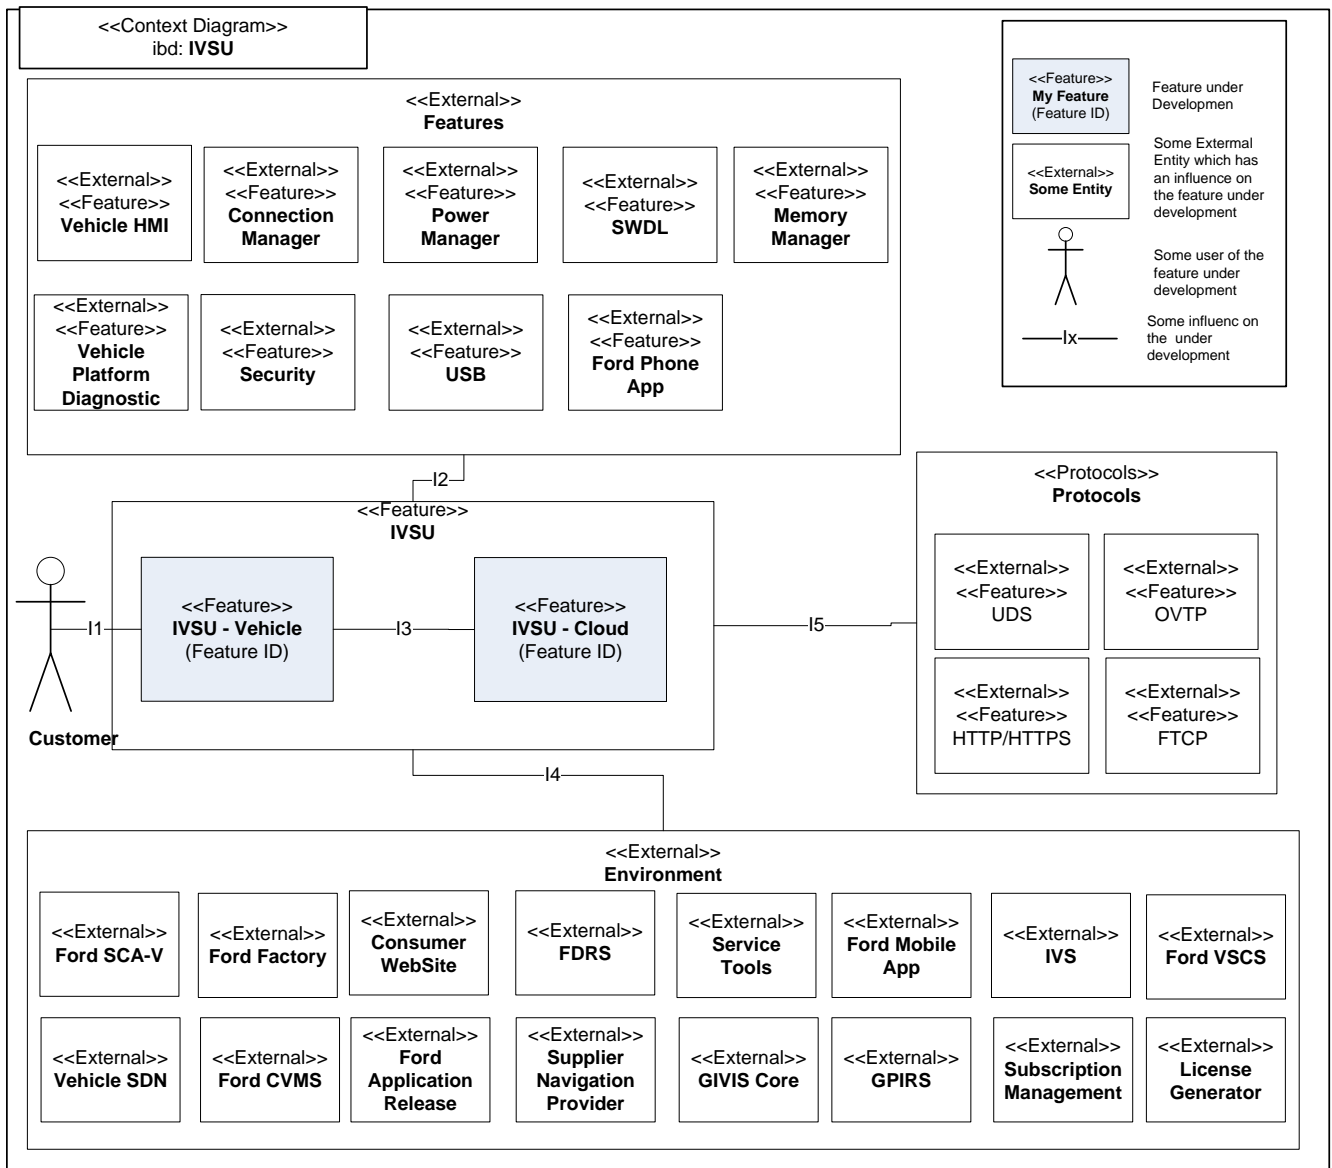 <<Context Diagram>>
ibd: IVSU
<<Feature>>
My Feature
(Feature ID)
Feature under
Developmen
<<External>>
Some Entity
Some Extermal
Entity which has
an influence on
the feature under
development
Some user of the
feature under
development
Ix
Some influenc on
the under
development
<<External>>
Features
<<External>>
<<Feature>>
Vehicle HMI
<<External>>
<<Feature>>
Connection
Manager
<<External>>
<<Feature>>
Power
Manager
<<External>>
<<Feature>>
SWDL
<<External>>
<<Feature>>
Memory
Manager
<<External>>
<<Feature>>
Vehicle
Platform
Diagnostic
<<External>>
<<Feature>>
Security
<<External>>
<<Feature>>
USB
<<External>>
<<Feature>>
Ford Phone
App
I2
<<Feature>>
IVSU
Customer
I1
<<Feature>>
IVSU - Vehicle
(Feature ID)
I3
<<Feature>>
IVSU - Cloud
(Feature ID)
I5
<<Protocols>>
Protocols
<<External>>
<<Feature>>
UDS
<<External>>
<<Feature>>
OVTP
<<External>>
<<Feature>>
HTTP/HTTPS
<<External>>
<<Feature>>
FTCP
I4
<<External>>
Environment
<<External>>
Ford SCA-V
<<External>>
Ford Factory
<<External>>
Consumer
WebSite
<<External>>
FDRS
<<External>>
Service
Tools
<<External>>
Ford Mobile
App
<<External>>
IVS
<<External>>
Ford VSCS
<<External>>
Vehicle SDN
<<External>>
Ford CVMS
<<External>>
Ford
Application
Release
<<External>>
Supplier
Navigation
Provider
<<External>>
GIVIS Core
<<External>>
GPIRS
<<External>>
Subscription
Management
<<External>>
License
Generator